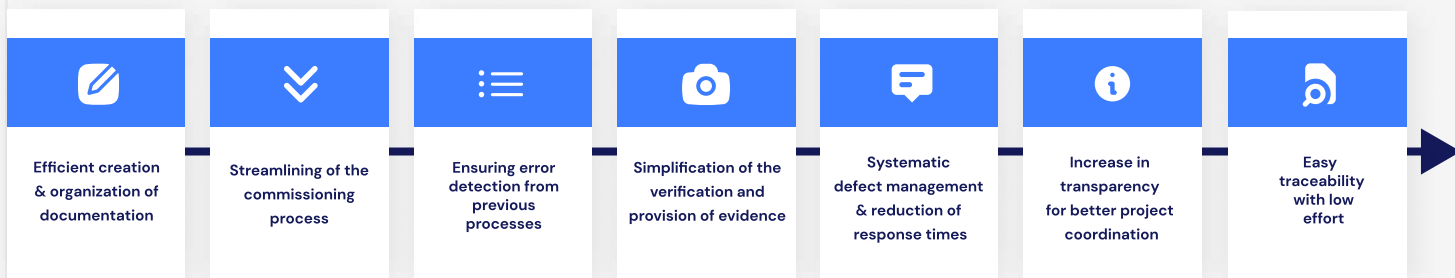 Efficient creation
& organization of
documentation
Streamlining of the
commissioning
process
Ensuring error
detection from
previous
processes
Simplification of the
verification and
provision of evidence
Systematic
defect management
& reduction of
response times
Increase in
transparency
for better project
coordination
Easy
traceability
with low
effort